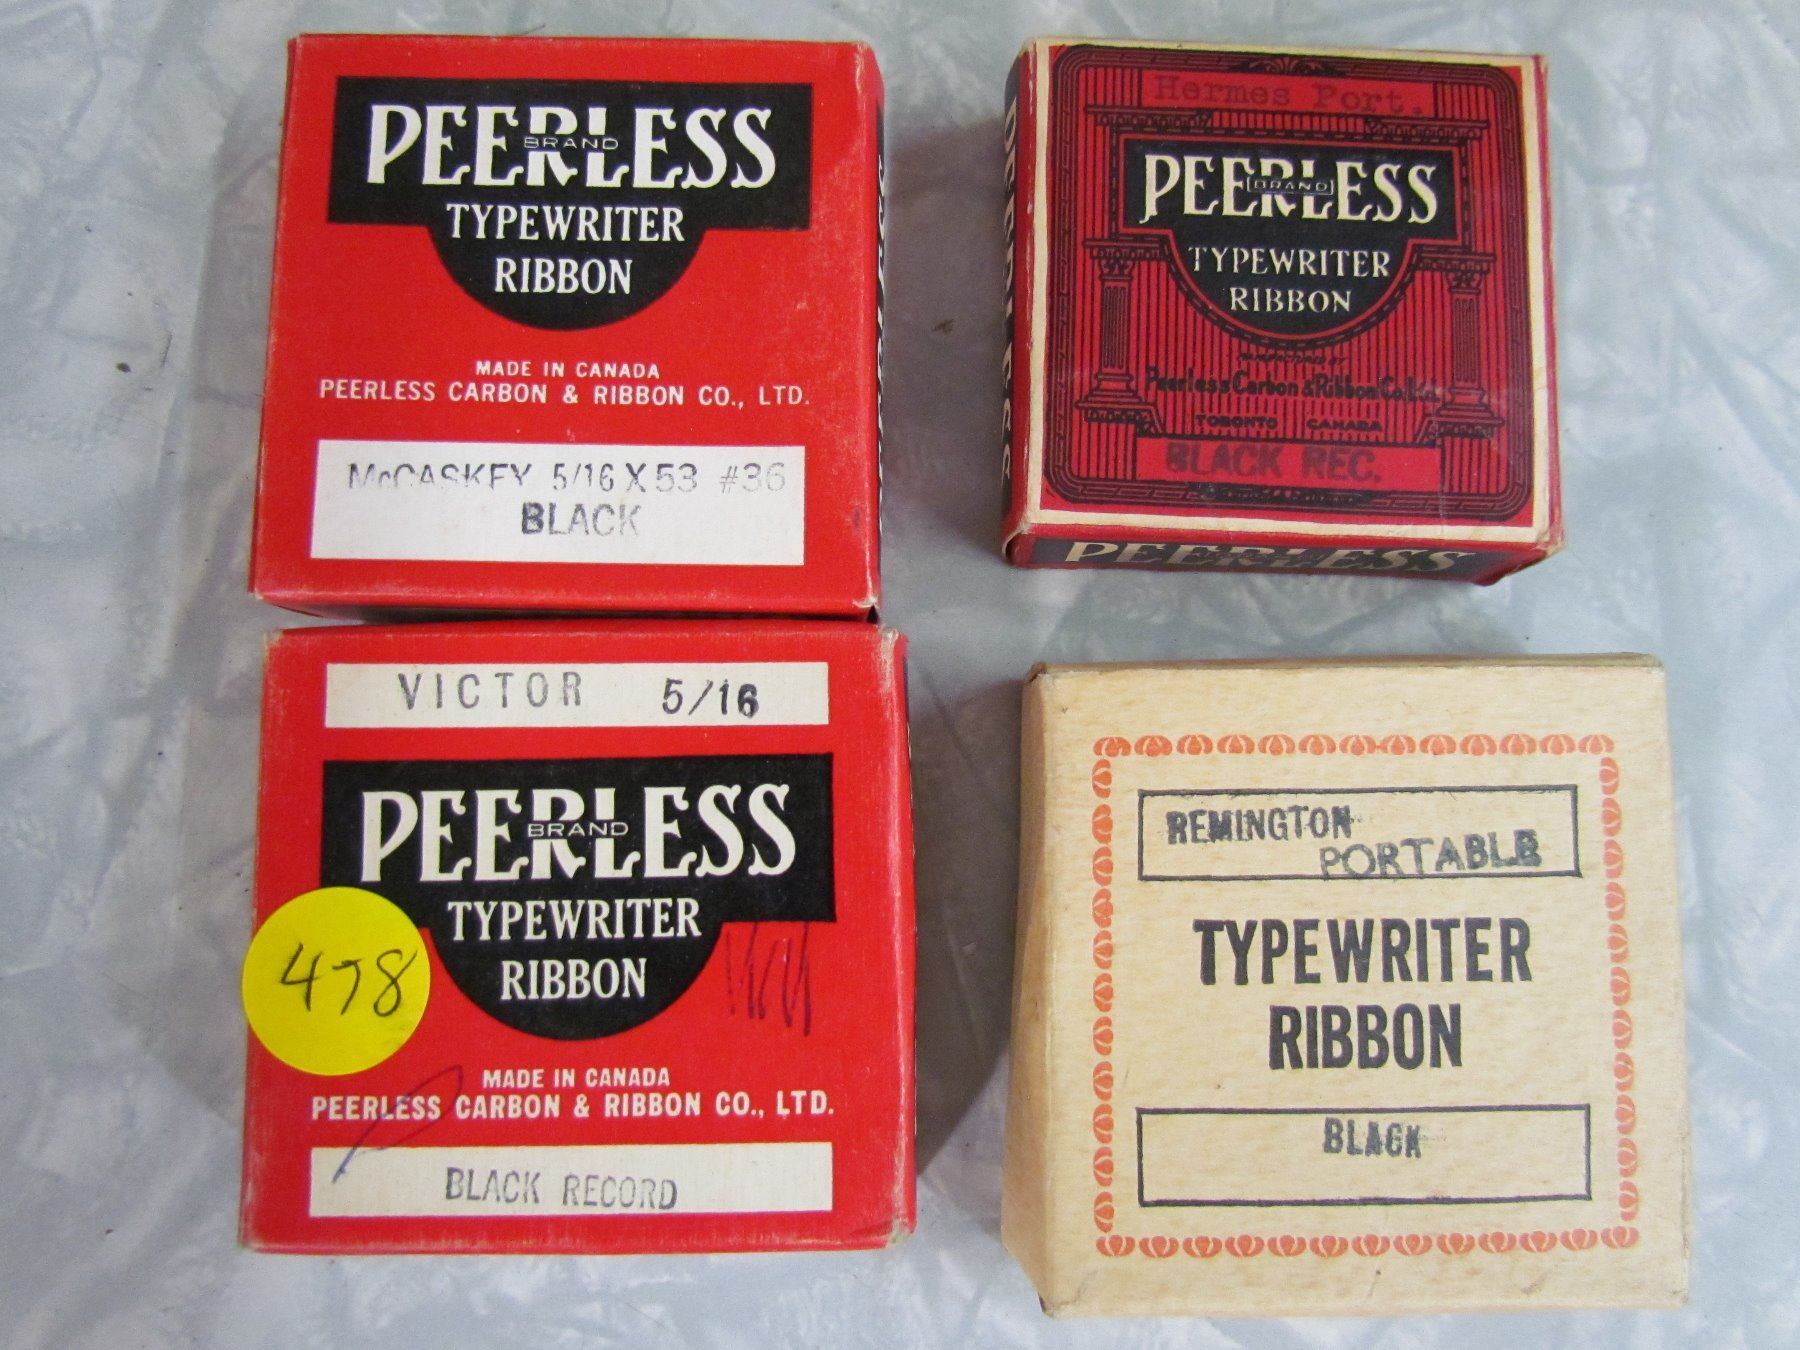 PEERLESS
BRAND
TYPEWRITER
RIBBON
MADE IN CANADA
PEERLESS CARBON & RIBBON CO., LTD.
McCASKEY 5/16 X 53 #36
BLACK
Hermes Port.
PEERLESS
BRAND
TYPEWRITER
RIBBON
MANUFACTURED BY
Peerless Carbon & Ribbon Co. Ltd.
TORONTO CANADA
BLACK REC.
PEERLESS
VICTOR 5/16
PEERLESS
BRAND
TYPEWRITER
RIBBON
478
MADE IN CANADA
PEERLESS CARBON & RIBBON CO., LTD.
BLACK RECORD
REMINGTON
PORTABLE
TYPEWRITER
RIBBON
BLACK